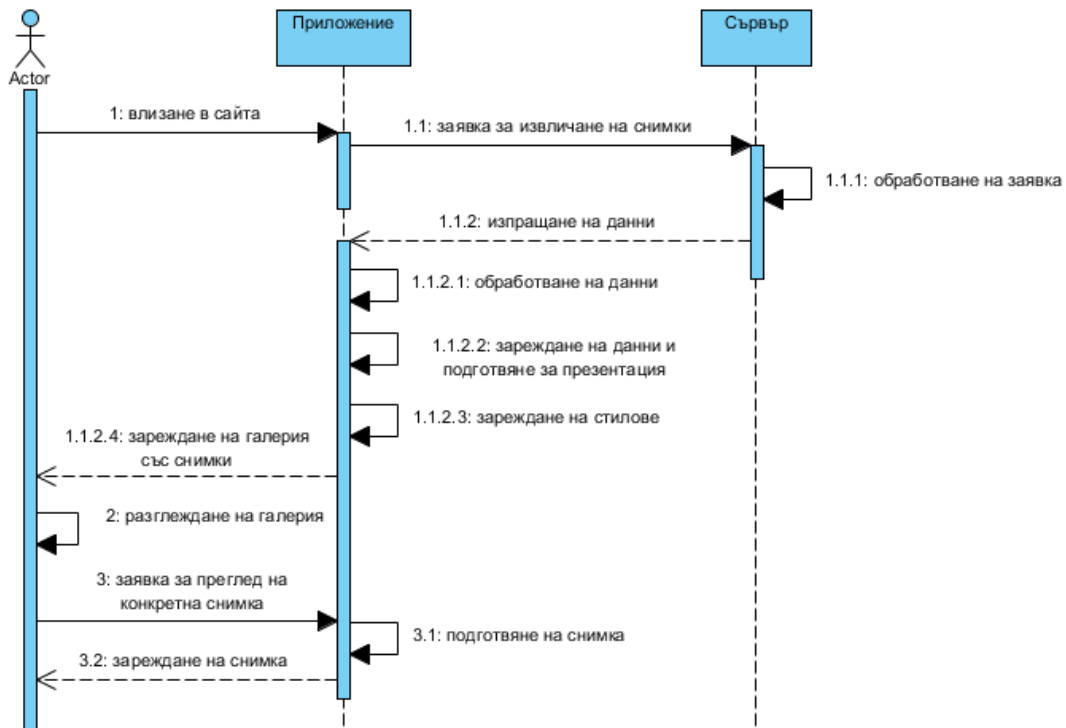 Приложение
Сървър
Actor
1: влизане в сайта
1.1: заявка за извличане на снимки
1.1.1: обработване на заявка
1.1.2: изпращане на данни
1.1.2.1: обработване на данни
1.1.2.2: зареждане на данни и
подготвяне за презентация
1.1.2.3: зареждане на стилове
1.1.2.4: зареждане на галерия
със снимки
2: разглеждане на галерия
3: заявка за преглед на
конкретна снимка
3.1: подготвяне на снимка
3.2: зареждане на снимка